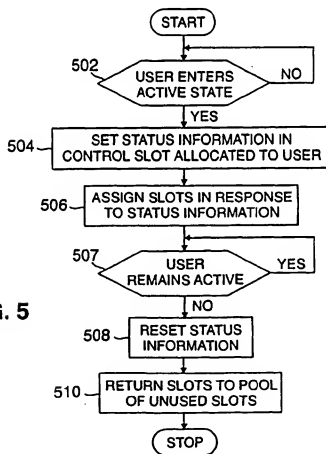 START
502
USER ENTERS
ACTIVE STATE
NO
YES
504
SET STATUS INFORMATION IN
CONTROL SLOT ALLOCATED TO USER
506
ASSIGN SLOTS IN RESPONSE
TO STATUS INFORMATION
507
USER
REMAINS ACTIVE
YES
NO
G. 5
508
RESET STATUS
INFORMATION
510
RETURN SLOTS TO POOL
OF UNUSED SLOTS
STOP